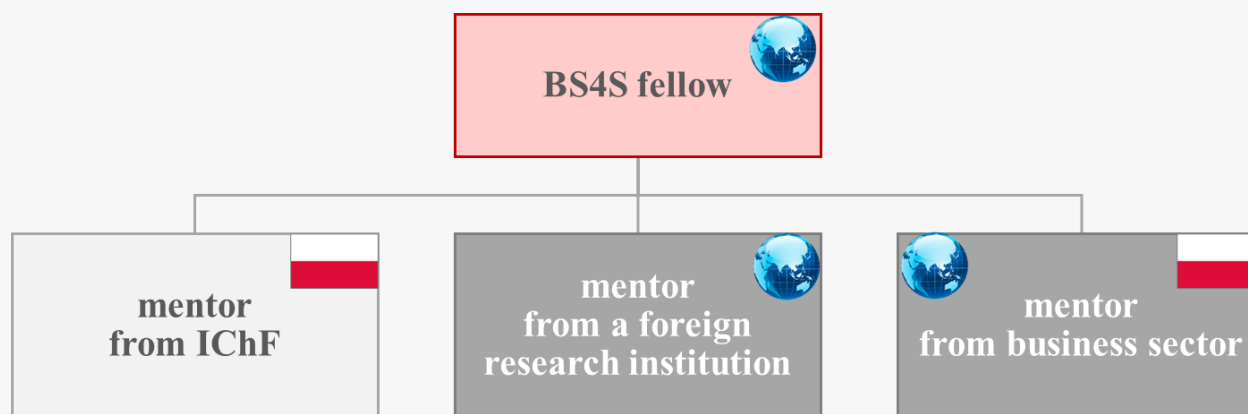 BS4S fellow
mentor
from IChF
mentor
from a foreign
research institution
mentor
from business sector